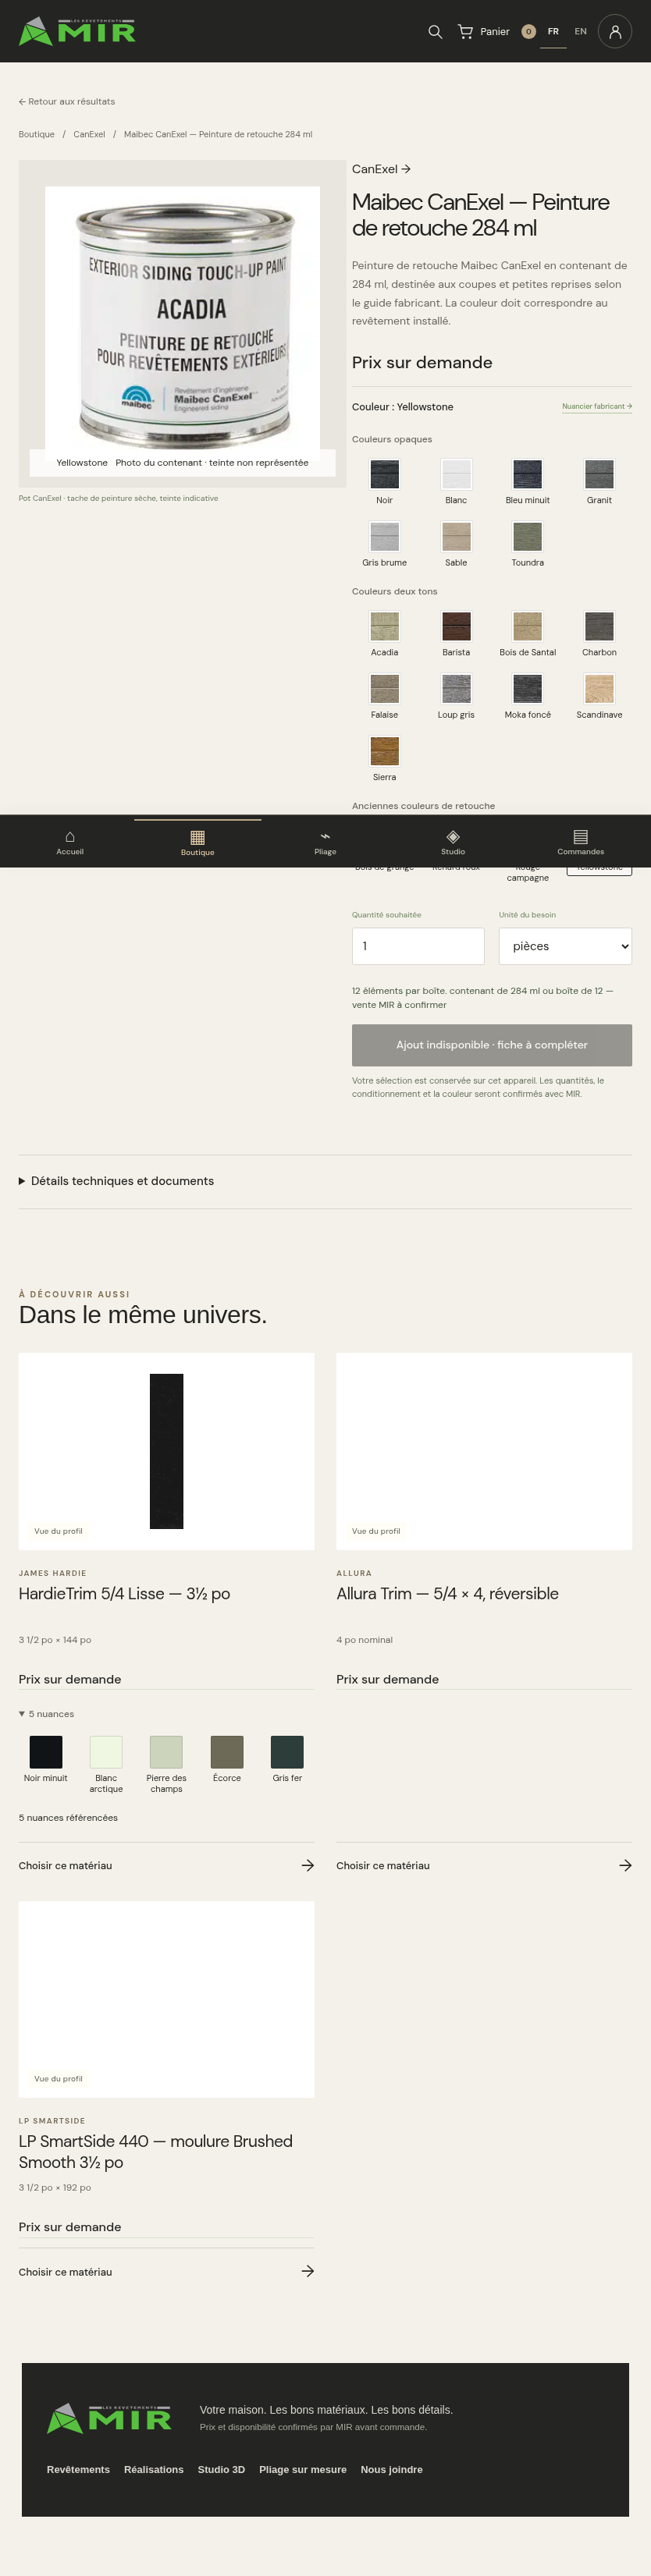 LES REVÊTEMENTS
MIR
Panier 0 FR EN
← Retour aux résultats
Boutique / CanExel / Maibec CanExel — Peinture de retouche 284 ml
EXTERIOR SIDING TOUCH-UP PAINT
ACADIA
PEINTURE DE RETOUCHE
POUR REVÊTEMENTS EXTÉRIEURS
maibec
Revêtement d'ingénierie
Maibec CanExel
Engineered siding
Yellowstone Photo du contenant · teinte non représentée
Pot CanExel · tache de peinture sèche, teinte indicative
CanExel →
Maibec CanExel — Peinture
de retouche 284 ml
Peinture de retouche Maibec CanExel en contenant de
284 ml, destinée aux coupes et petites reprises selon
le guide fabricant. La couleur doit correspondre au
revêtement installé.
Prix sur demande
Couleur : Yellowstone
Nuancier fabricant →
Couleurs opaques
Noir Blanc Bleu minuit Granit
Gris brume Sable Toundra
Couleurs deux tons
Acadia Barista Bois de Santal Charbon
Falaise Loup gris Moka foncé Scandinave
Sierra
Anciennes couleurs de retouche
Accueil Boutique Pliage Studio Commandes
Bois de grange Renard roux Rouge campagne Yellowstone
Quantité souhaitée Unité du besoin
1 pièces
12 éléments par boîte. contenant de 284 ml ou boîte de 12 —
vente MIR à confirmer
Ajout indisponible · fiche à compléter
Votre sélection est conservée sur cet appareil. Les quantités, le
conditionnement et la couleur seront confirmés avec MIR.
Détails techniques et documents
À DÉCOUVRIR AUSSI
Dans le même univers.
Vue du profil
JAMES HARDIE
HardieTrim 5/4 Lisse — 3½ po
3 1/2 po × 144 po
Prix sur demande
5 nuances
Noir minuit Blanc arctique Pierre des champs Écorce Gris fer
5 nuances référencées
Choisir ce matériau →
Vue du profil
ALLURA
Allura Trim — 5/4 × 4, réversible
4 po nominal
Prix sur demande
Choisir ce matériau →
Vue du profil
LP SMARTSIDE
LP SmartSide 440 — moulure Brushed
Smooth 3½ po
3 1/2 po × 192 po
Prix sur demande
Choisir ce matériau →
LES REVÊTEMENTS
MIR
Votre maison. Les bons matériaux. Les bons détails.
Prix et disponibilité confirmés par MIR avant commande.
Revêtements Réalisations Studio 3D Pliage sur mesure Nous joindre